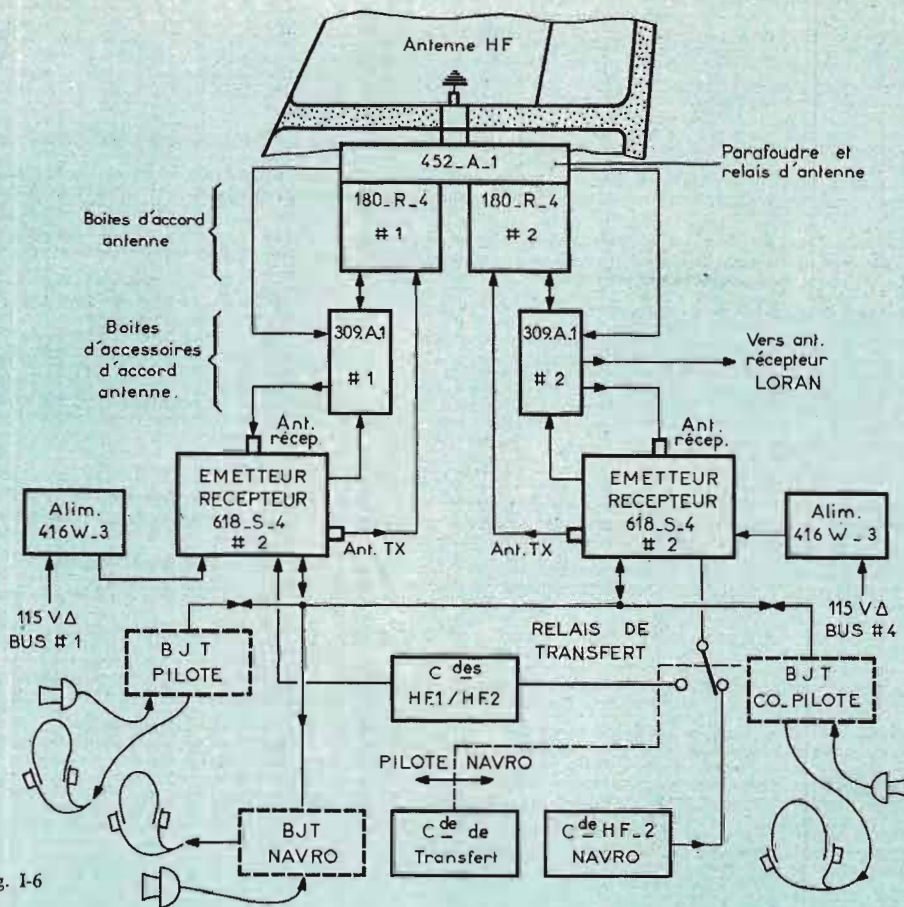 Antenne HF
452_A_1
Parafoudre et
relais d'antenne
180_R_4
# 1
180_R_4
# 2
Boites d'accord
antenne
Boites
d'accessoires
d'accord
antenne.
309.A.1
# 1
309.A.1
# 2
Vers ant.
récepteur
LORAN
Ant.
récep.
Ant.
récep.
EMETTEUR
RECEPTEUR
618_S_4
# 2
EMETTEUR
RECEPTEUR
618_S_4
# 2
Alim.
416W_3
Alim.
416W_3
Ant. TX
Ant. TX
115 V Δ
BUS # 1
115 V Δ
BUS #4
RELAIS DE
TRANSFERT
BJT
PILOTE
C des
HF.1/HF.2
BJT
CO_PILOTE
PILOTE NAVRO
BJT
NAVRO
C de de
Transfert
C de HF_2
NAVRO
g. I-6